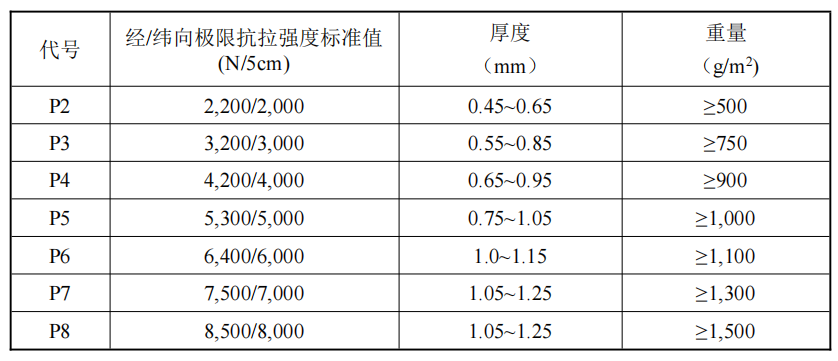 代号 经/纬向极限抗拉强度标准值 (N/5cm) 厚度 （mm） 重量 （g/m²)
P2 2,200/2,000 0.45~0.65 ≥500
P3 3,200/3,000 0.55~0.85 ≥750
P4 4,200/4,000 0.65~0.95 ≥900
P5 5,300/5,000 0.75~1.05 ≥1,000
P6 6,400/6,000 1.0~1.15 ≥1,100
P7 7,500/7,000 1.05~1.25 ≥1,300
P8 8,500/8,000 1.05~1.25 ≥1,500